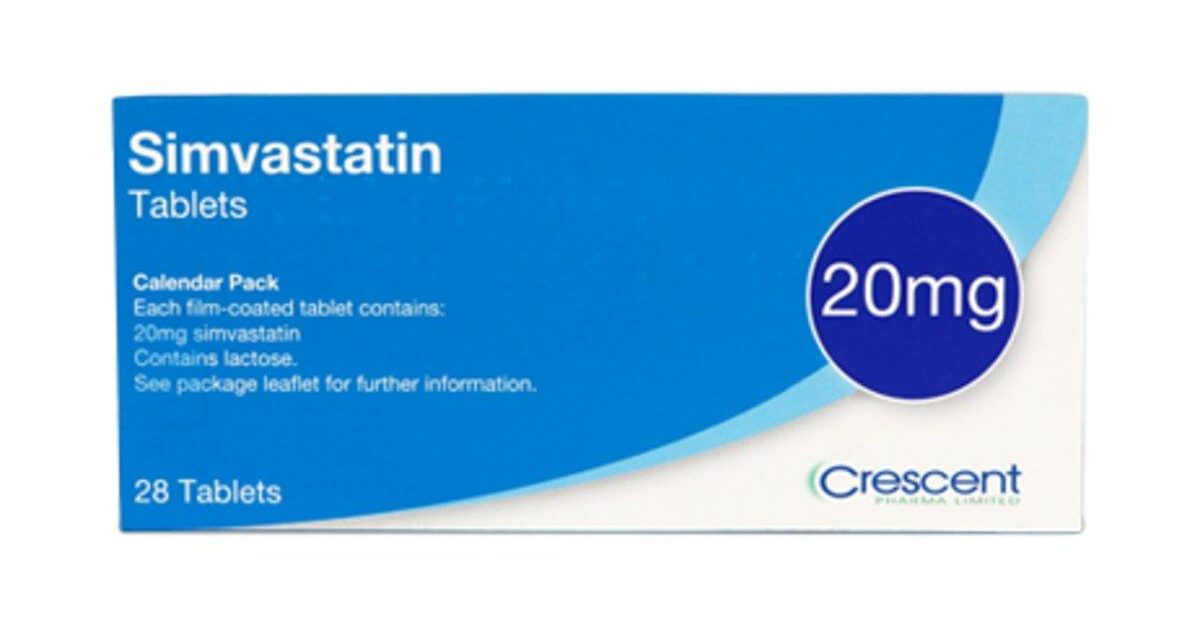 Simvastatin
Tablets
Calendar Pack
Each film-coated tablet contains:
20mg simvastatin
Contains lactose.
See package leaflet for further information.
28 Tablets
20mg
Crescent
PHARMA LIMITED